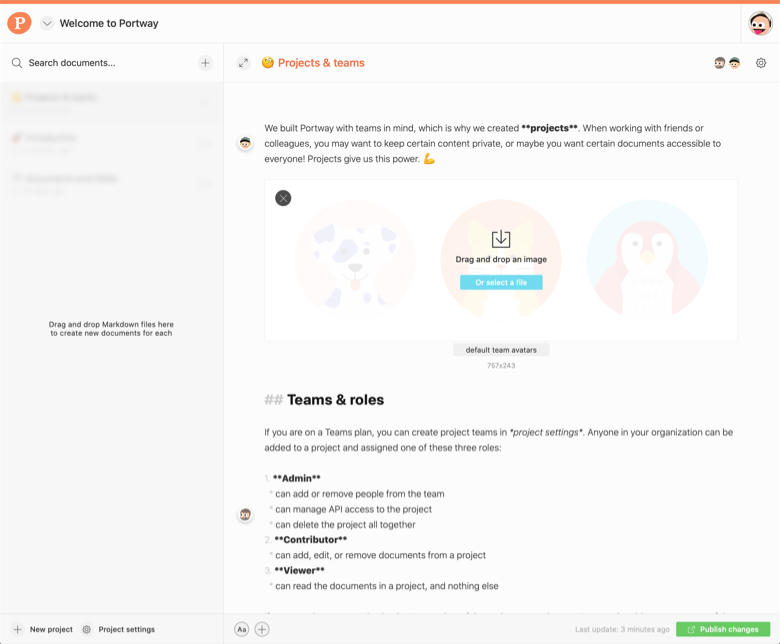 P
Welcome to Portway
Search documents...
Projects & teams
We built Portway with teams in mind, which is why we created **projects**. When working with friends or
colleagues, you may want to keep certain content private, or maybe you want certain documents accessible to
everyone! Projects give us this power. 💪
Drag and drop an image
Or select a file
default team avatars
757x243
Drag and drop Markdown files here
to create new documents for each
## Teams & roles
If you are on a Teams plan, you can create project teams in *project settings*. Anyone in your organization can be
added to a project and assigned one of these three roles:
1. **Admin**
* can add or remove people from the team
* can manage API access to the project
* can delete the project all together
2. **Contributor**
* can add, edit, or remove documents from a project
3. **Viewer**
* can read the documents in a project, and nothing else
New project
Project settings
Aa
Last update: 3 minutes ago
Publish changes